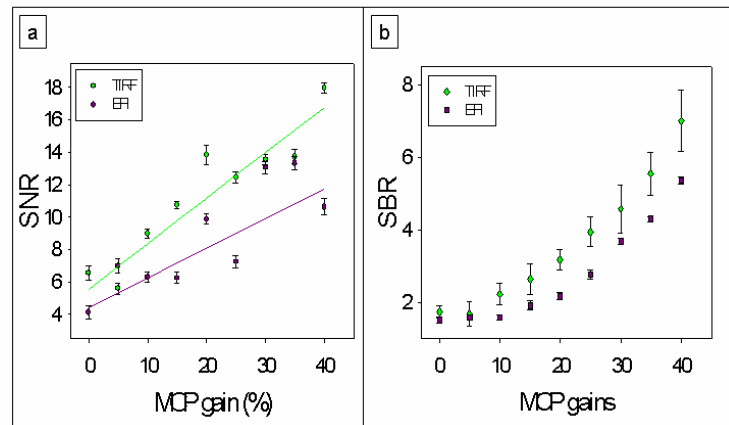 a
TIRF
EPI
18
16
14
12
10
8
6
4
SNR
0 10 20 30 40
MCP gain (%)
b
TIRF
EPI
8
6
4
2
SBR
0 10 20 30 40
MCP gains